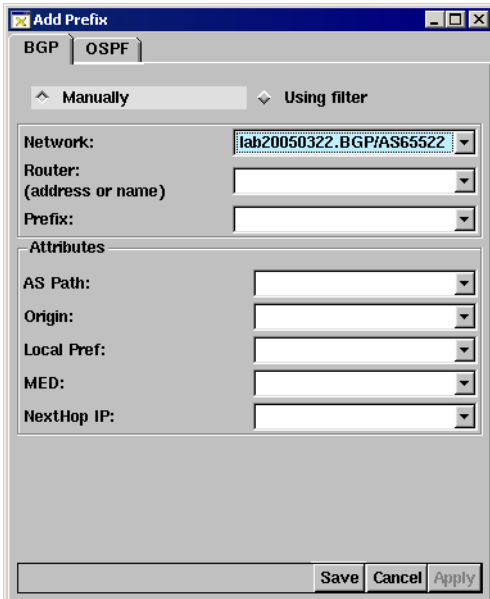 Add Prefix
BGP OSPF
Manually Using filter
Network: lab20050322.BGP/AS65522
Router:
(address or name)
Prefix:
Attributes
AS Path:
Origin:
Local Pref:
MED:
NextHop IP:
Save Cancel Apply